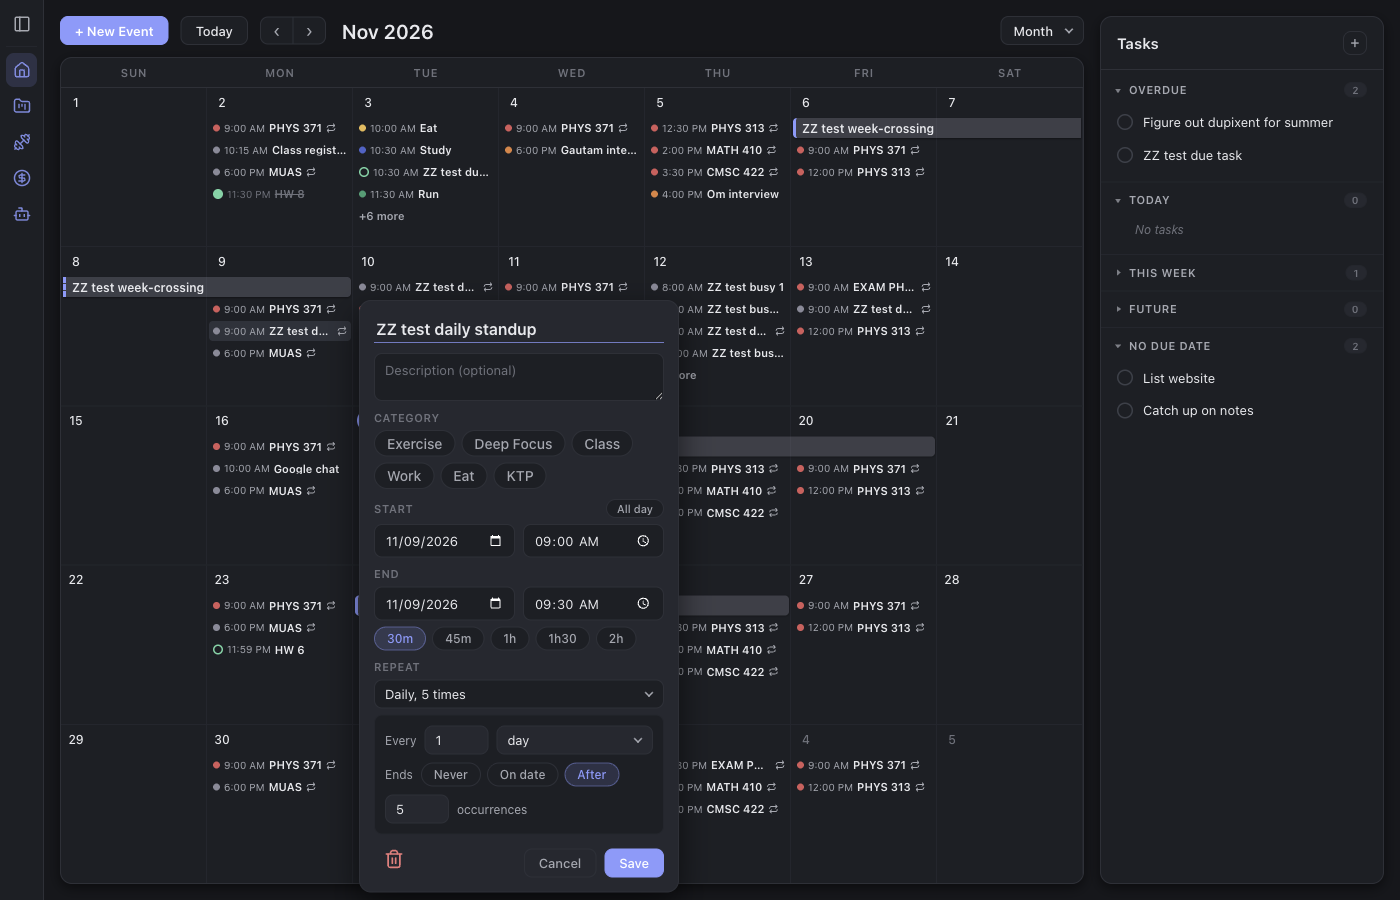 + New Event
Today
Nov 2026
Month
SUN MON TUE WED THU FRI SAT
1
2
9:00 AM PHYS 371
10:15 AM Class regist...
6:00 PM MUAS
11:30 PM HW 8
3
10:00 AM Eat
10:30 AM Study
10:30 AM ZZ test du...
11:30 AM Run
+6 more
4
9:00 AM PHYS 371
6:00 PM Gautam inte...
5
12:30 PM PHYS 313
2:00 PM MATH 410
3:30 PM CMSC 422
4:00 PM Om interview
6
ZZ test week-crossing
9:00 AM PHYS 371
12:00 PM PHYS 313
7
8
ZZ test week-crossing
9
9:00 AM PHYS 371
9:00 AM ZZ test d...
6:00 PM MUAS
10
9:00 AM ZZ test d...
11
9:00 AM PHYS 371
12
8:00 AM ZZ test busy 1
AM ZZ test bus...
AM ZZ test d...
AM ZZ test bus...
ore
13
9:00 AM EXAM PH...
9:00 AM ZZ test d...
12:00 PM PHYS 313
14
15
16
9:00 AM PHYS 371
10:00 AM Google chat
6:00 PM MUAS
PM PHYS 313
PM MATH 410
PM CMSC 422
20
9:00 AM PHYS 371
12:00 PM PHYS 313
21
22
23
9:00 AM PHYS 371
6:00 PM MUAS
11:59 PM HW 6
PM PHYS 313
PM MATH 410
PM CMSC 422
27
9:00 AM PHYS 371
12:00 PM PHYS 313
28
29
30
9:00 AM PHYS 371
6:00 PM MUAS
PM EXAM P...
PM MATH 410
PM CMSC 422
4
9:00 AM PHYS 371
12:00 PM PHYS 313
5
ZZ test daily standup
Description (optional)
CATEGORY
Exercise Deep Focus Class
Work Eat KTP
START All day
11/09/2026 09:00 AM
END
11/09/2026 09:30 AM
30m 45m 1h 1h30 2h
REPEAT
Daily, 5 times
Every 1 day
Ends Never On date After
5 occurrences
Cancel Save
Tasks
+
OVERDUE 2
Figure out dupixent for summer
ZZ test due task
TODAY 0
No tasks
THIS WEEK 1
FUTURE 0
NO DUE DATE 2
List website
Catch up on notes